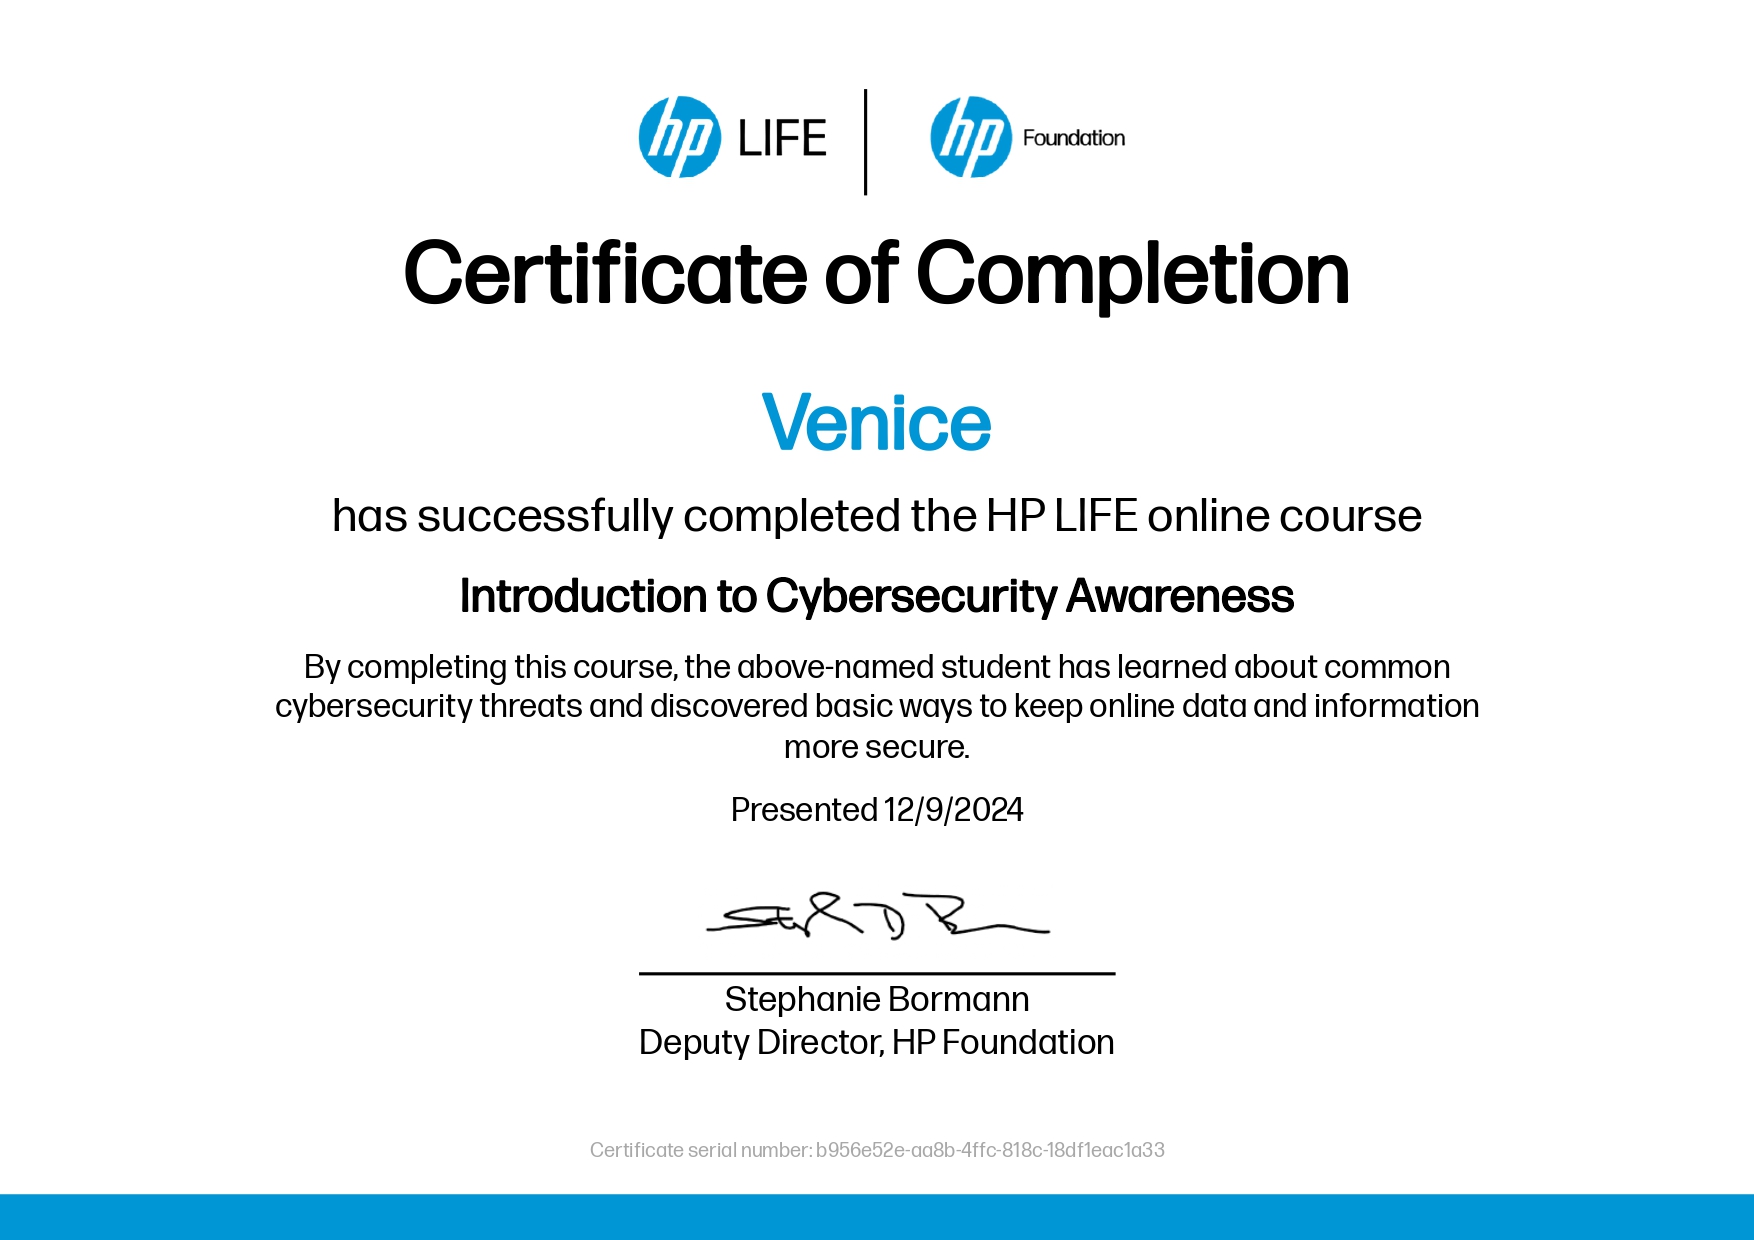 hp LIFE | hp Foundation
Certificate of Completion
Venice
has successfully completed the HP LIFE online course
Introduction to Cybersecurity Awareness
By completing this course, the above-named student has learned about common
cybersecurity threats and discovered basic ways to keep online data and information
more secure.
Presented 12/9/2024
Stephanie Bormann
Deputy Director, HP Foundation
Certificate serial number: b956e52e-aa8b-4ffc-818c-18df1eac1a33